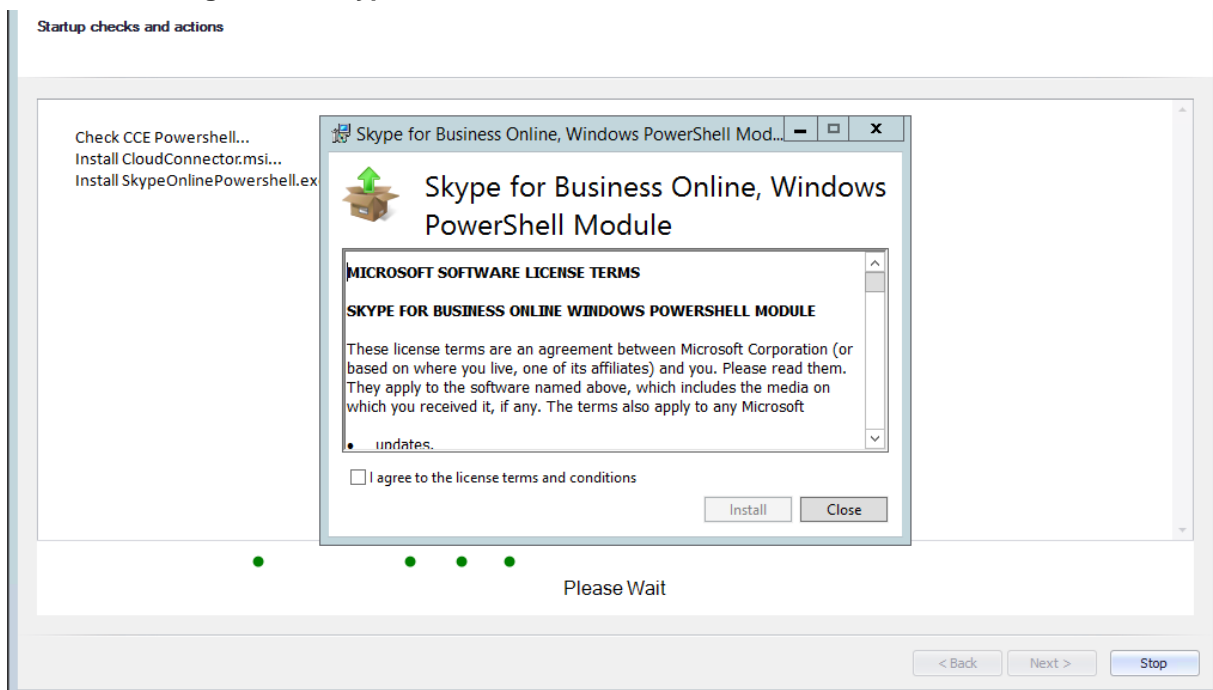 Startup checks and actions
Check CCE Powershell...
Install CloudConnector.msi...
Install SkypeOnlinePowershell.ex
Skype for Business Online, Windows PowerShell Mod...
Skype for Business Online, Windows
PowerShell Module
MICROSOFT SOFTWARE LICENSE TERMS
SKYPE FOR BUSINESS ONLINE WINDOWS POWERSHELL MODULE
These license terms are an agreement between Microsoft Corporation (or
based on where you live, one of its affiliates) and you. Please read them.
They apply to the software named above, which includes the media on
which you received it, if any. The terms also apply to any Microsoft
• updates,
I agree to the license terms and conditions
Install
Close
Please Wait
< Back
Next >
Stop